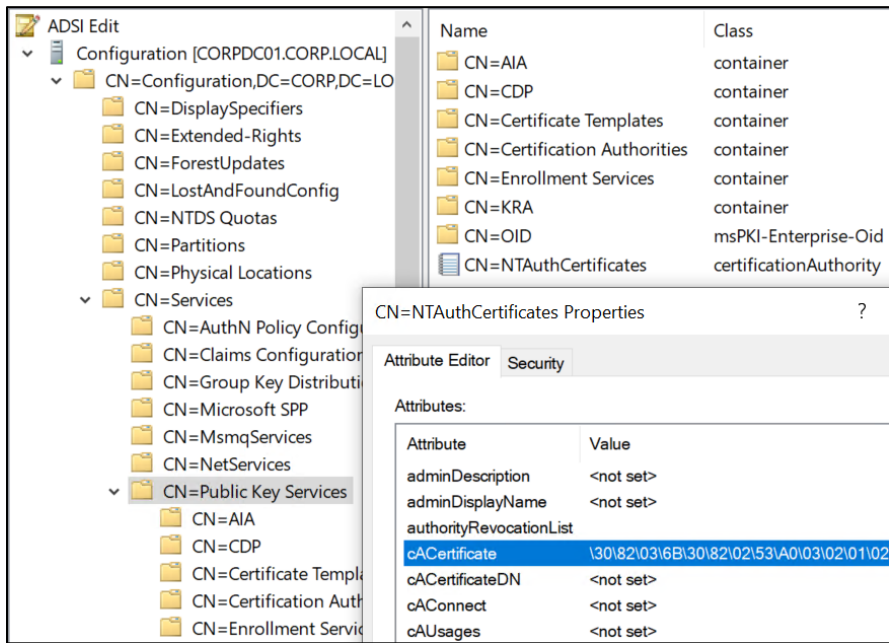 ADSI Edit
Configuration [CORPDC01.CORP.LOCAL]
CN=Configuration,DC=CORP,DC=LO
CN=DisplaySpecifiers
CN=Extended-Rights
CN=ForestUpdates
CN=LostAndFoundConfig
CN=NTDS Quotas
CN=Partitions
CN=Physical Locations
CN=Services
CN=AuthN Policy Configu
CN=Claims Configuration
CN=Group Key Distributi
CN=Microsoft SPP
CN=MsmqServices
CN=NetServices
CN=Public Key Services
CN=AIA
CN=CDP
CN=Certificate Templa
CN=Certification Auth
CN=Enrollment Servic
Name Class
CN=AIA container
CN=CDP container
CN=Certificate Templates container
CN=Certification Authorities container
CN=Enrollment Services container
CN=KRA container
CN=OID msPKI-Enterprise-Oid
CN=NTAuthCertificates certificationAuthority
CN=NTAuthCertificates Properties ?
Attribute Editor Security
Attributes:
Attribute Value
adminDescription <not set>
adminDisplayName <not set>
authorityRevocationList
cACertificate \30\82\03\6B\30\82\02\53\A0\03\02\01\02
cACertificateDN <not set>
cAConnect <not set>
cAUsages <not set>